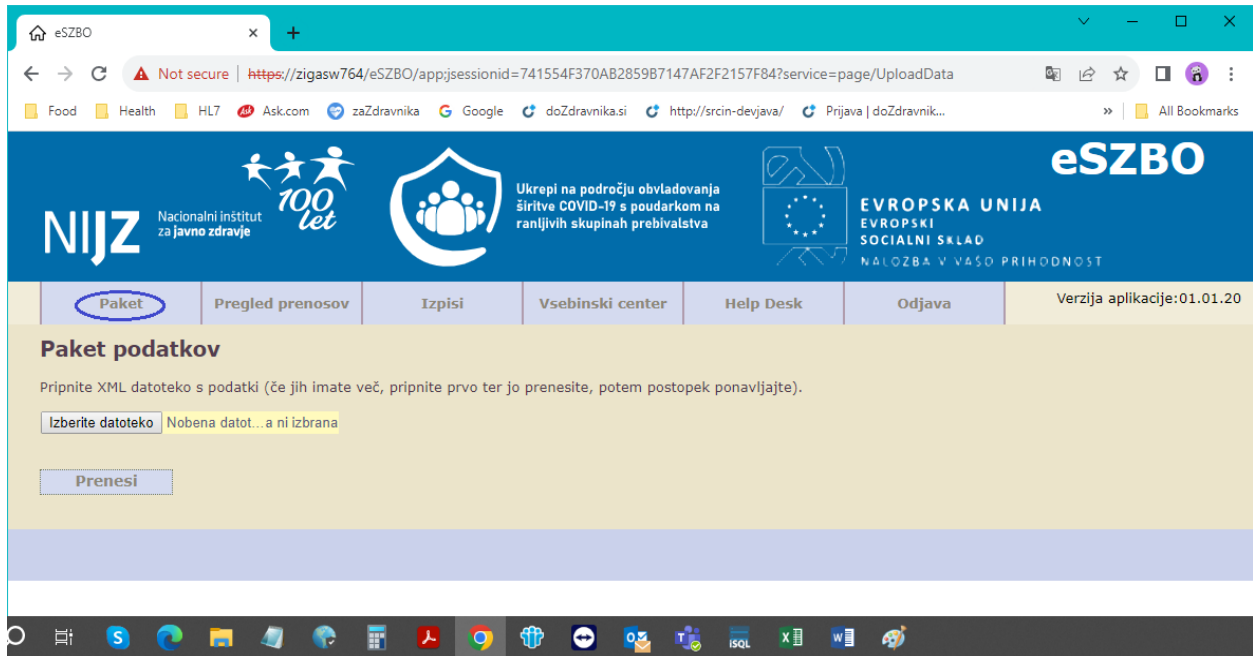 eSZBO
Not secure https://zigasw764/eSZBO/app;jsessionid=741554F370AB2859B7147AF2F2157F84?service=page/UploadData
Food Health HL7 Ask.com zaZdravnika Google doZdravnika.si http://srcin-devjava/ Prijava | doZdravnik... » All Bookmarks
eSZBO
NIJZ Nacionalni inštitut
za javno zdravje
100
let
Ukrepi na področju obvladovanja
širitve COVID-19 s poudarkom na
ranljivih skupinah prebivalstva
EVROPSKA UNIJA
EVROPSKI
SOCIALNI SKLAD
NALOŽBA V VAŠO PRIHODNOST
Paket Pregled prenosov Izpisi Vsebinski center Help Desk Odjava Verzija aplikacije:01.01.20
Paket podatkov
Pripnite XML datoteko s podatki (če jih imate več, pripnite prvo ter jo prenesite, potem postopek ponavljajte).
Izberite datoteko Nobena datot...a ni izbrana
Prenesi